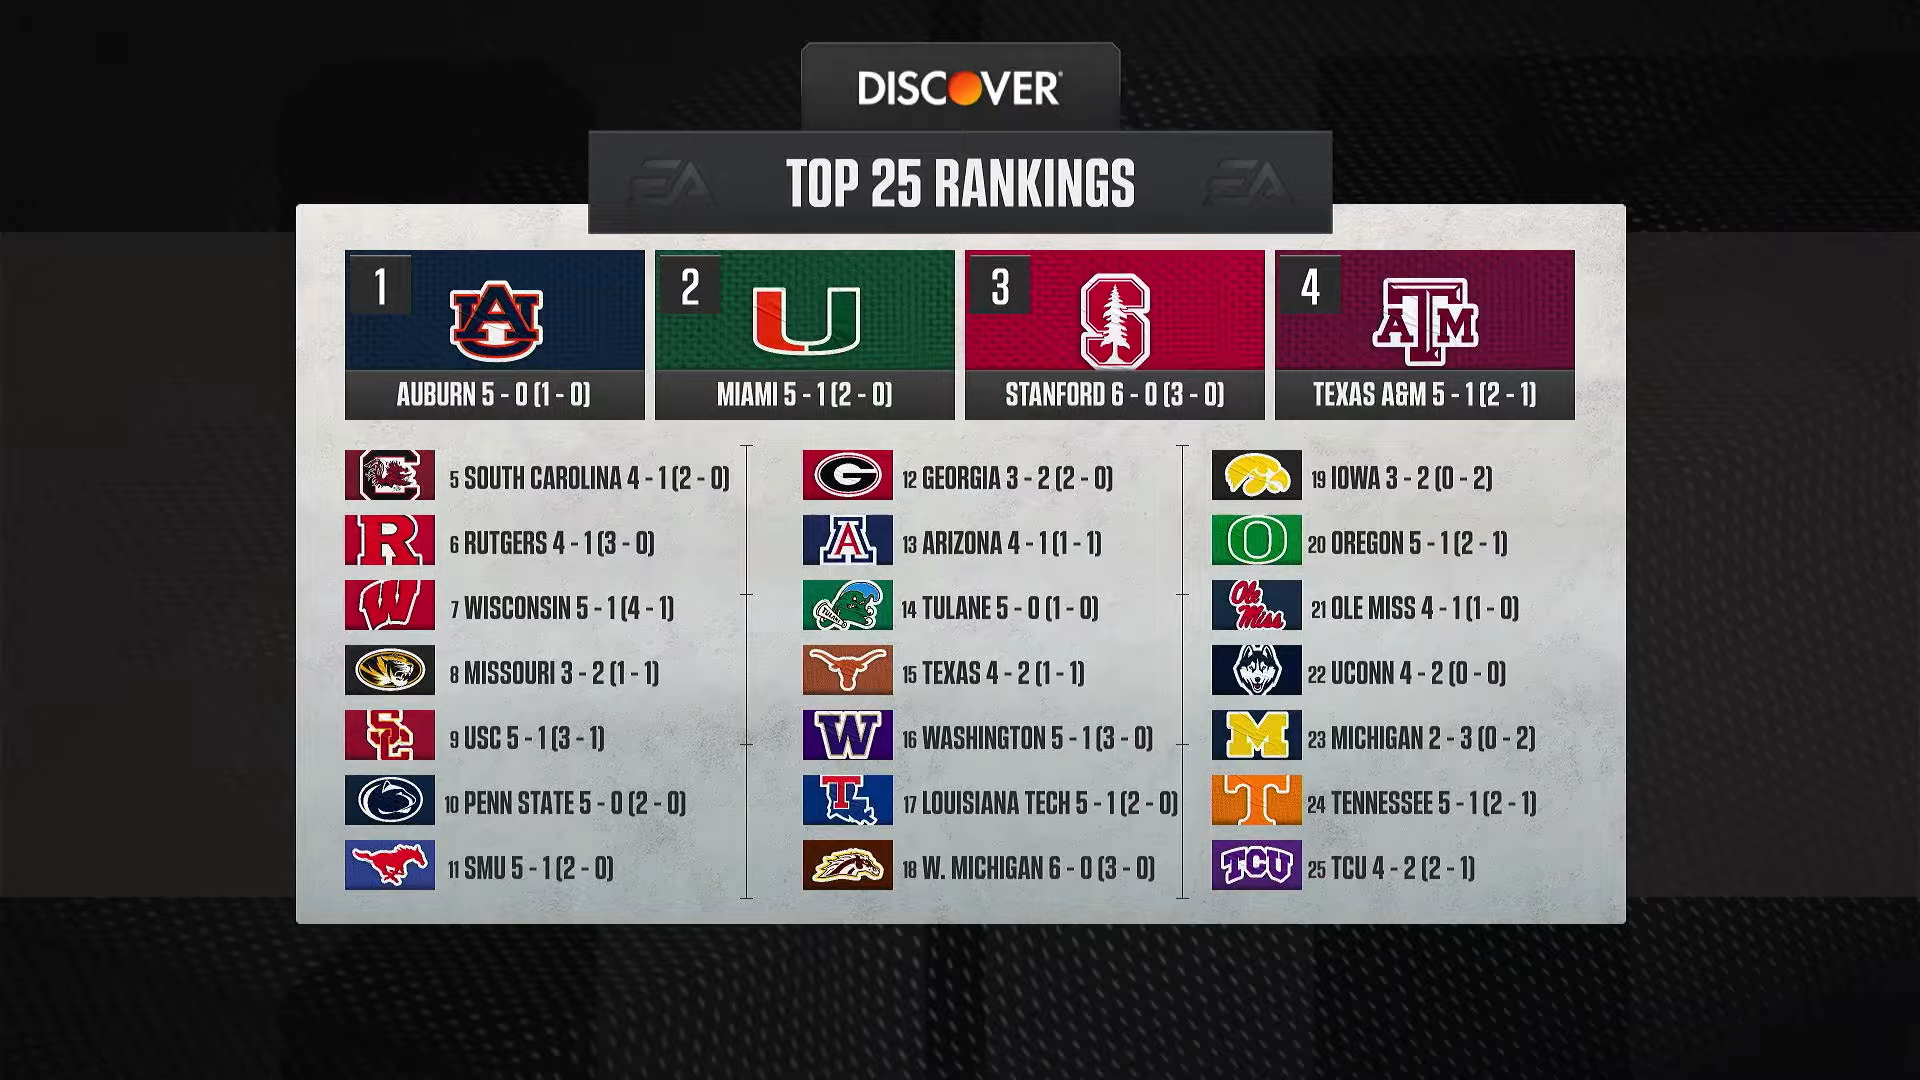 DISCOVER
EA TOP 25 RANKINGS EA
1 2 3 4
AUBURN 5 - 0 (1 - 0)
MIAMI 5 - 1 (2 - 0)
STANFORD 6 - 0 (3 - 0)
TEXAS A&M 5 - 1 (2 - 1)
5 SOUTH CAROLINA 4 - 1 (2 - 0)
6 RUTGERS 4 - 1 (3 - 0)
7 WISCONSIN 5 - 1 (4 - 1)
8 MISSOURI 3 - 2 (1 - 1)
9 USC 5 - 1 (3 - 1)
10 PENN STATE 5 - 0 (2 - 0)
11 SMU 5 - 1 (2 - 0)
12 GEORGIA 3 - 2 (2 - 0)
13 ARIZONA 4 - 1 (1 - 1)
14 TULANE 5 - 0 (1 - 0)
15 TEXAS 4 - 2 (1 - 1)
16 WASHINGTON 5 - 1 (3 - 0)
17 LOUISIANA TECH 5 - 1 (2 - 0)
18 W. MICHIGAN 6 - 0 (3 - 0)
19 IOWA 3 - 2 (0 - 2)
20 OREGON 5 - 1 (2 - 1)
Ole Miss
21 OLE MISS 4 - 1 (1 - 0)
22 UCONN 4 - 2 (0 - 0)
23 MICHIGAN 2 - 3 (0 - 2)
24 TENNESSEE 5 - 1 (2 - 1)
TCU
25 TCU 4 - 2 (2 - 1)